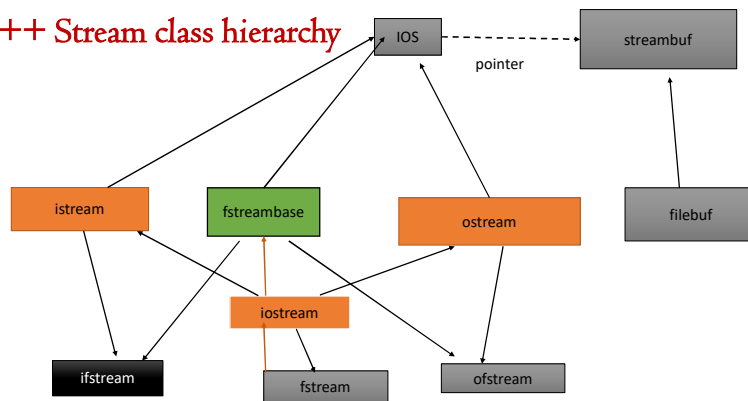 ++ Stream class hierarchy
IOS
streambuf
pointer
istream
fstreambase
ostream
filebuf
iostream
ifstream
fstream
ofstream